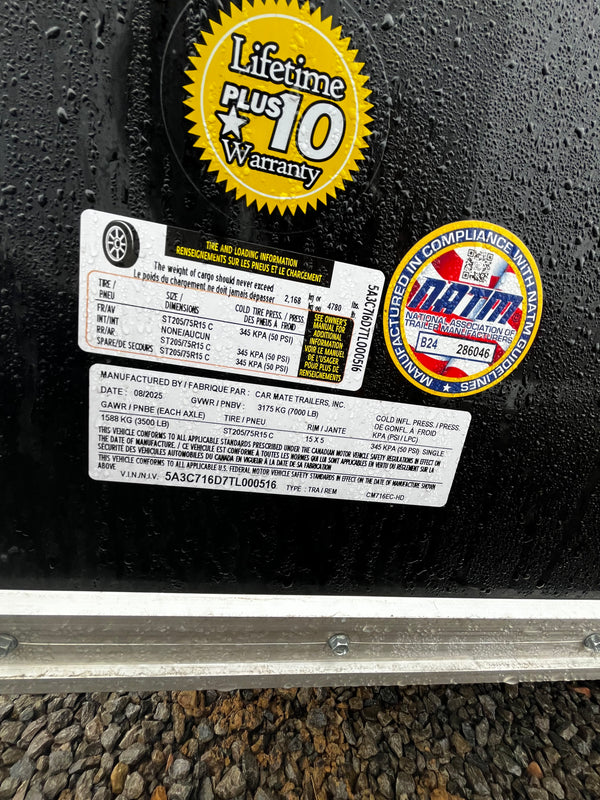 Lifetime
PLUS 10
Warranty
TIRE AND LOADING INFORMATION
RENSEIGNEMENTS SUR LES PNEUS ET LE CHARGEMENT
The weight of cargo should never exceed
Le poids du chargement ne doit jamais dépasser 2,168 kg or 4780 lbs.
TIRE / PNEU SIZE / DIMENSIONS COLD TIRE PRESS. / PRESS. DES PNEUS À FROID
FR/AV ST205/75R15 C 345 KPA (50 PSI)
INT/INT NONE/AUCUN
RR/AR ST205/75R15 C 345 KPA (50 PSI)
SPARE/DE SECOURS ST205/75R15 C 345 KPA (50 PSI)
SEE OWNER'S
MANUAL FOR
ADDITIONAL
INFORMATION
VOIR LE MANUEL
DE L'USAGER
POUR PLUS DE
RENSEIGNEMENTS
5A3C716D7TL000516
MANUFACTURED IN COMPLIANCE WITH NATM GUIDELINES
NATM
NATIONAL ASSOCIATION OF
TRAILER MANUFACTURERS
B24 286046
MANUFACTURED BY / FABRIQUE PAR : CAR MATE TRAILERS, INC.
DATE : 08/2025 GVWR / PNBV : 3175 KG (7000 LB)
GAWR / PNBE (EACH AXLE) TIRE / PNEU RIM / JANTE COLD INFL. PRESS. / PRESS. DE GONFL. À FROID KPA (PSI / LPC)
1588 KG (3500 LB) ST205/75R15 C 15 X 5 345 KPA (50 PSI) SINGLE
THIS VEHICLE CONFORMS TO ALL APPLICABLE STANDARDS PRESCRIBED UNDER THE CANADIAN MOTOR VEHICLE SAFETY REGULATIONS IN EFFECT ON
THE DATE OF MANUFACTURE. / CE VEHICULE EST CONFORME À TOUTES LES NORMES QUI LUI SONT APPLICABLES EN VERTU DU RÈGLEMENT SUR LA
SÉCURITÉ DES VÉHICULES AUTOMOBILES DU CANADA EN VIGUEUR À LA DATE DE SA FABRICATION
THIS VEHICLE CONFORMS TO ALL APPLICABLE U.S. FEDERAL MOTOR VEHICLE SAFETY STANDARDS IN EFFECT ON THE DATE OF MANUFACTURE SHOWN
ABOVE
V.I.N./N.I.V. 5A3C716D7TL000516 TYPE : TRA / REM CM716EC-HD